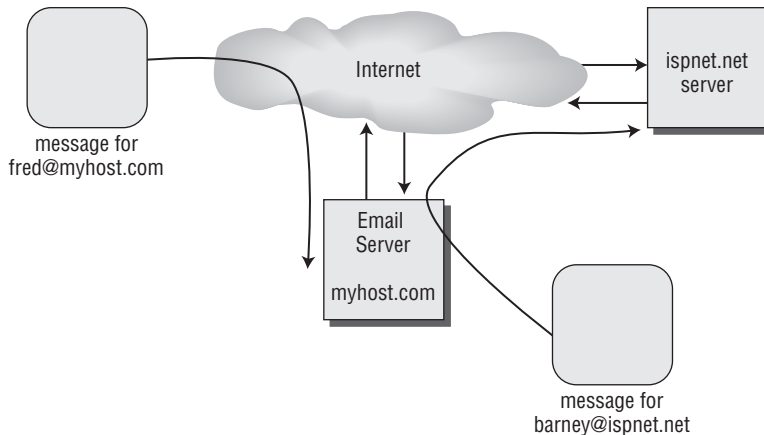 Internet
ispnet.net
server
message for
fred@myhost.com
Email
Server
myhost.com
message for
barney@ispnet.net